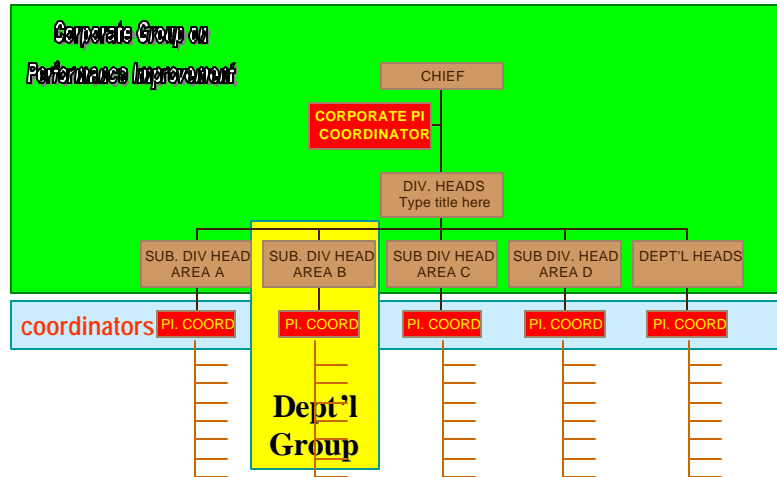 Corporate Group on
Performance Improvement
CHIEF
CORPORATE PI
COORDINATOR
DIV. HEADS
Type title here
SUB. DIV HEAD
AREA A
SUB. DIV HEAD
AREA B
SUB DIV HEAD
AREA C
SUB DIV. HEAD
AREA D
DEPT'L HEADS
coordinators
PI. COORD
PI. COORD
PI. COORD
PI. COORD
PI. COORD
Dept’l
Group